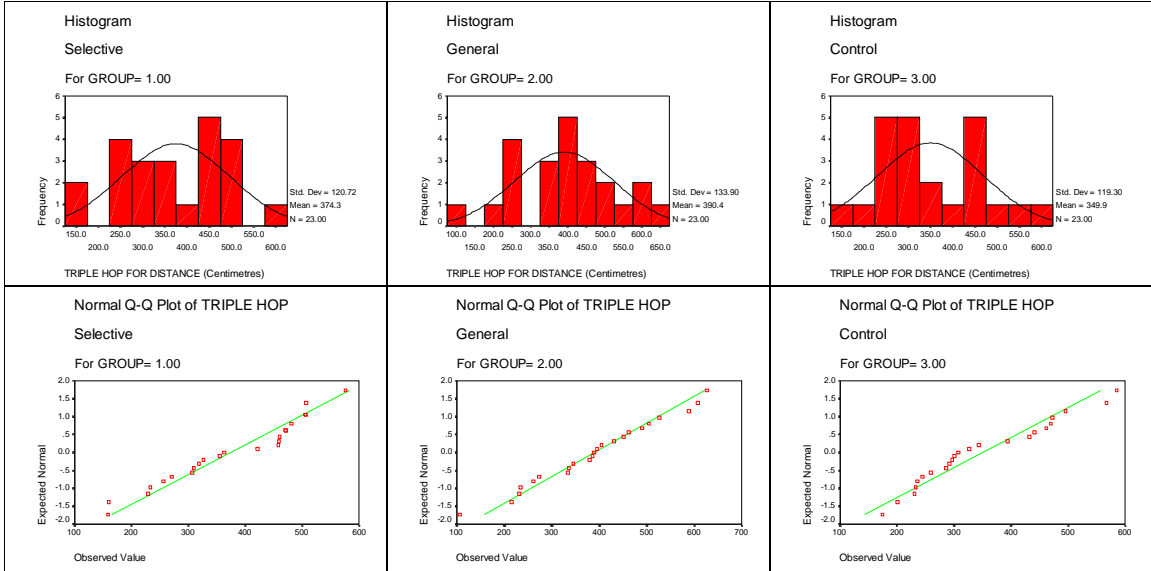 Histogram
Selective
For GROUP= 1.00
6
5
4
3
2
1
0
Frequency
150.0
200.0
250.0
300.0
350.0
400.0
450.0
500.0
550.0
600.0
Std. Dev = 120.72
Mean = 374.3
N = 23.00
TRIPLE HOP FOR DISTANCE (Centimetres)
Histogram
General
For GROUP= 2.00
6
5
4
3
2
1
0
Frequency
100.0
150.0
200.0
250.0
300.0
350.0
400.0
450.0
500.0
550.0
600.0
650.0
Std. Dev = 133.90
Mean = 390.4
N = 23.00
TRIPLE HOP FOR DISTANCE (Centimetres)
Histogram
Control
For GROUP= 3.00
6
5
4
3
2
1
0
Frequency
150.0
200.0
250.0
300.0
350.0
400.0
450.0
500.0
550.0
600.0
Std. Dev = 119.30
Mean = 349.9
N = 23.00
TRIPLE HOP FOR DISTANCE (Centimetres)
Normal Q-Q Plot of TRIPLE HOP
Selective
For GROUP= 1.00
2.0
1.5
1.0
.5
0.0
-.5
-1.0
-1.5
-2.0
Expected Normal
100
200
300
400
500
600
Observed Value
Normal Q-Q Plot of TRIPLE HOP
General
For GROUP= 2.00
2.0
1.5
1.0
.5
0.0
-.5
-1.0
-1.5
-2.0
Expected Normal
100
200
300
400
500
600
700
Observed Value
Normal Q-Q Plot of TRIPLE HOP
Control
For GROUP= 3.00
2.0
1.5
1.0
.5
0.0
-.5
-1.0
-1.5
-2.0
Expected Normal
100
200
300
400
500
600
Observed Value